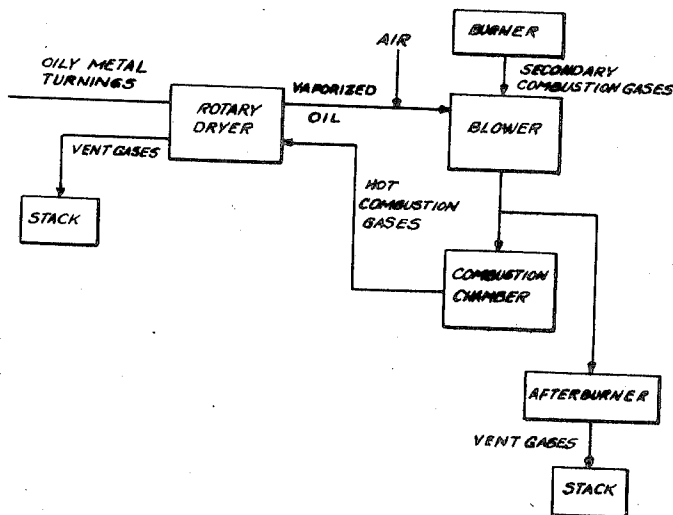 BURNER
AIR
OILY METAL
TURNINGS
SECONDARY
COMBUSTION GASES
VAPORIZED
OIL
ROTARY
DRYER
BLOWER
VENT GASES
HOT
COMBUSTION
GASES
STACK
COMBUSTION
CHAMBER
AFTERBURNER
VENT GASES
STACK